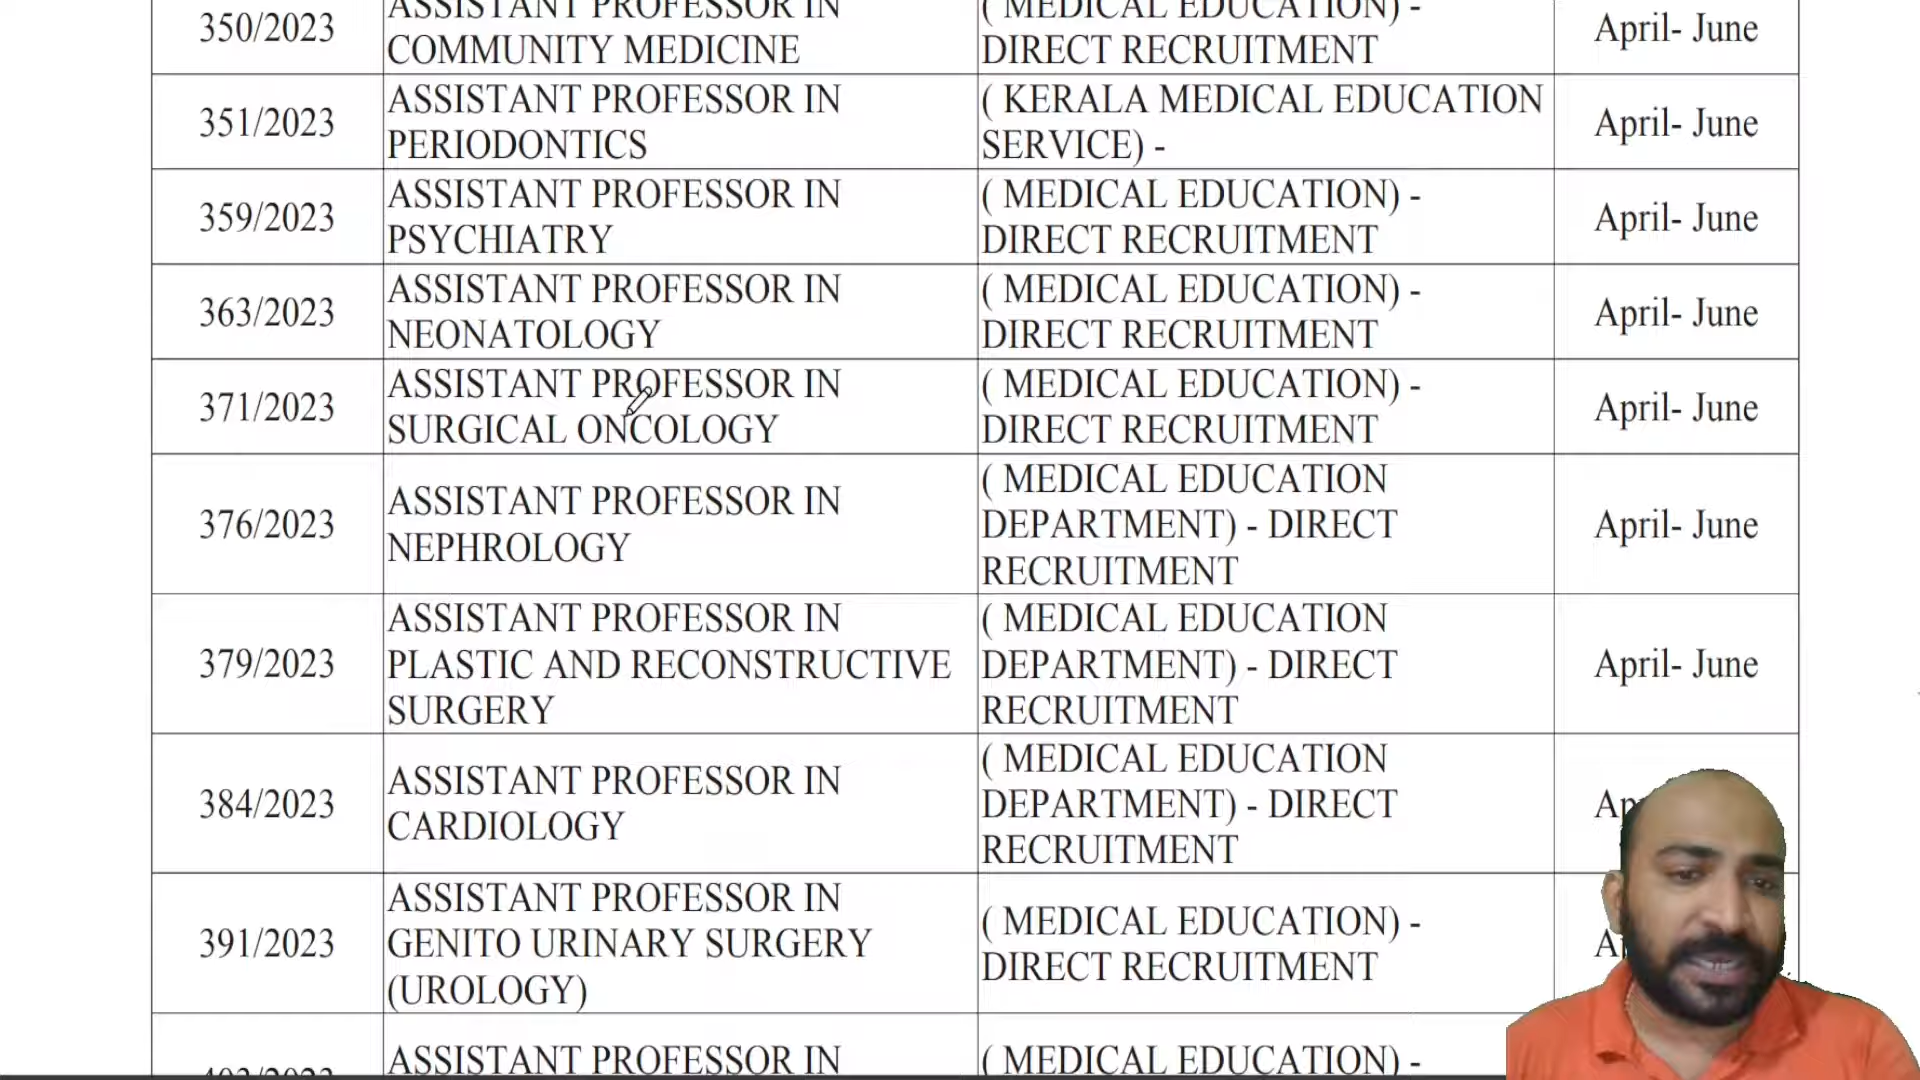 350/2023
ASSISTANT PROFESSOR IN
COMMUNITY MEDICINE
( MEDICAL EDUCATION) -
DIRECT RECRUITMENT
April- June
351/2023
ASSISTANT PROFESSOR IN
PERIODONTICS
( KERALA MEDICAL EDUCATION
SERVICE) -
April- June
359/2023
ASSISTANT PROFESSOR IN
PSYCHIATRY
( MEDICAL EDUCATION) -
DIRECT RECRUITMENT
April- June
363/2023
ASSISTANT PROFESSOR IN
NEONATOLOGY
( MEDICAL EDUCATION) -
DIRECT RECRUITMENT
April- June
371/2023
ASSISTANT PROFESSOR IN
SURGICAL ONCOLOGY
( MEDICAL EDUCATION) -
DIRECT RECRUITMENT
April- June
376/2023
ASSISTANT PROFESSOR IN
NEPHROLOGY
( MEDICAL EDUCATION
DEPARTMENT) - DIRECT
RECRUITMENT
April- June
379/2023
ASSISTANT PROFESSOR IN
PLASTIC AND RECONSTRUCTIVE
SURGERY
( MEDICAL EDUCATION
DEPARTMENT) - DIRECT
RECRUITMENT
April- June
384/2023
ASSISTANT PROFESSOR IN
CARDIOLOGY
( MEDICAL EDUCATION
DEPARTMENT) - DIRECT
RECRUITMENT
391/2023
ASSISTANT PROFESSOR IN
GENITO URINARY SURGERY
(UROLOGY)
( MEDICAL EDUCATION) -
DIRECT RECRUITMENT
ASSISTANT PROFESSOR IN
( MEDICAL EDUCATION) -